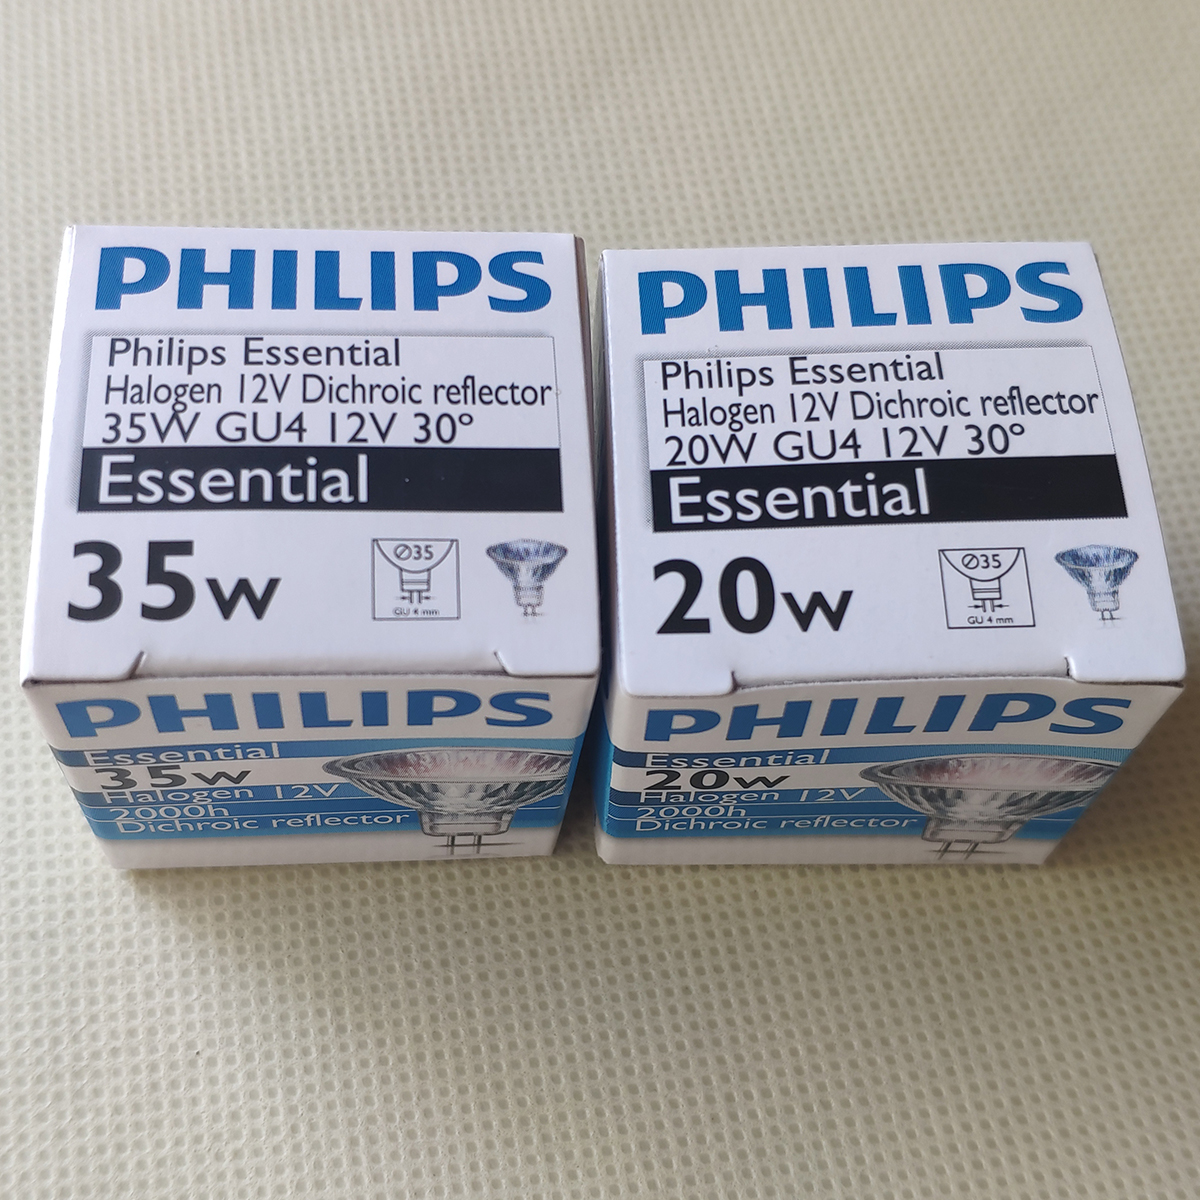 PHILIPS
Philips Essential
Halogen 12V Dichroic reflector
35W GU4 12V 30º
Essential
35w
Ø35
GU 4 mm
PHILIPS
Essential
35w
Halogen 12V
2000h
Dichroic reflector
PHILIPS
Philips Essential
Halogen 12V Dichroic reflector
20W GU4 12V 30º
Essential
20w
Ø35
GU 4 mm
PHILIPS
Essential
20w
Halogen 12V
2000h
Dichroic reflector